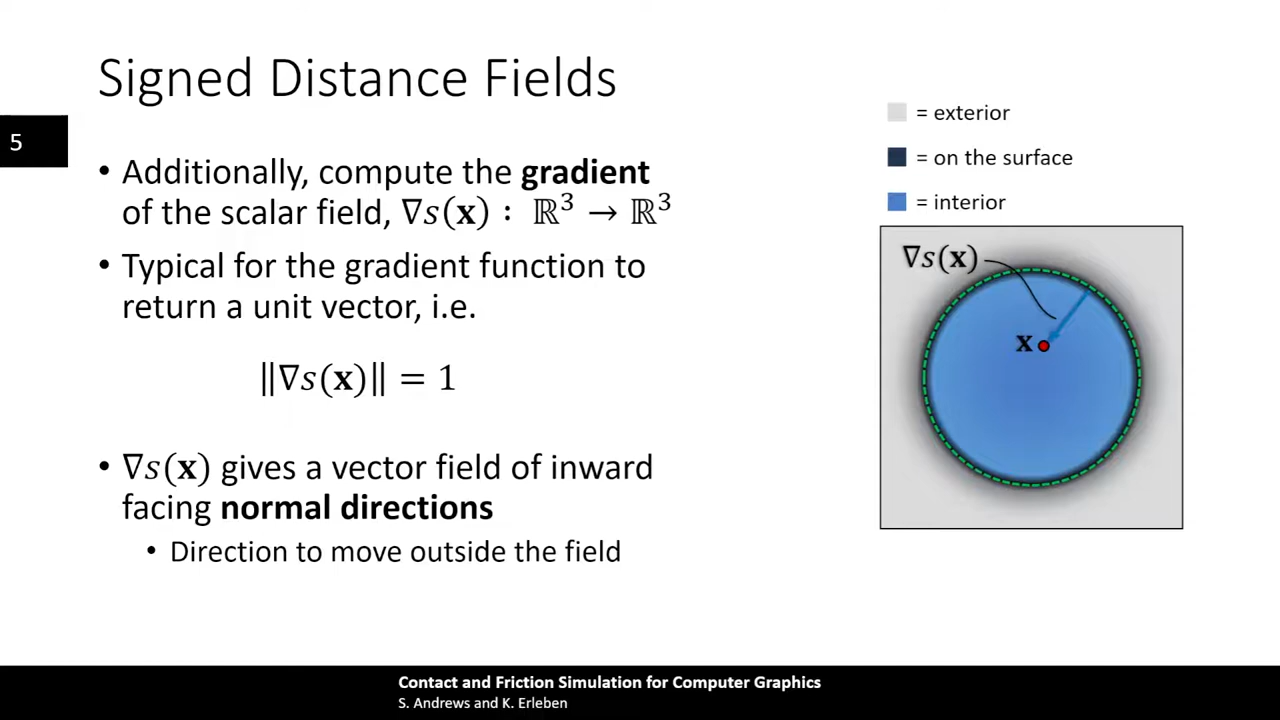 Signed Distance Fields
5
• Additionally, compute the gradient
of the scalar field, ∇s(x) : ℝ³ → ℝ³
• Typical for the gradient function to
return a unit vector, i.e.
‖∇s(x)‖ = 1
• ∇s(x) gives a vector field of inward
facing normal directions
• Direction to move outside the field
= exterior
= on the surface
= interior
∇s(x)
x
Contact and Friction Simulation for Computer Graphics
S. Andrews and K. Erleben